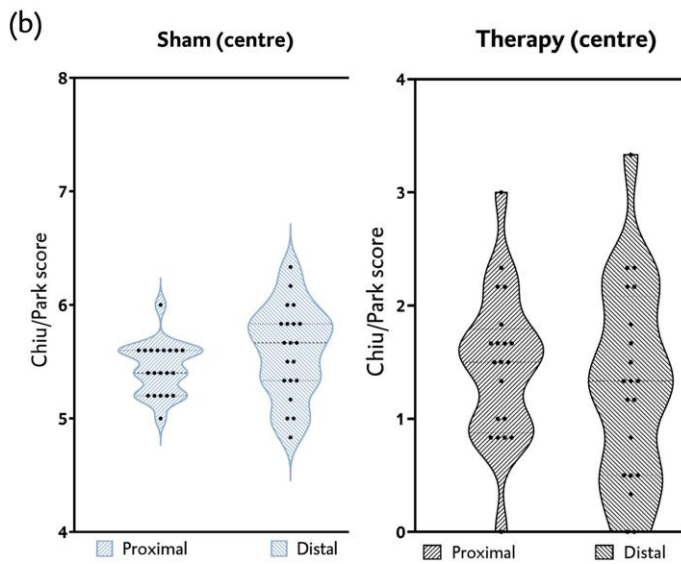 (b)
Sham (centre)
Therapy (centre)
Chiu/Park score
8
7
6
5
4
Proximal
Distal
Chiu/Park score
4
3
2
1
0
Proximal
Distal